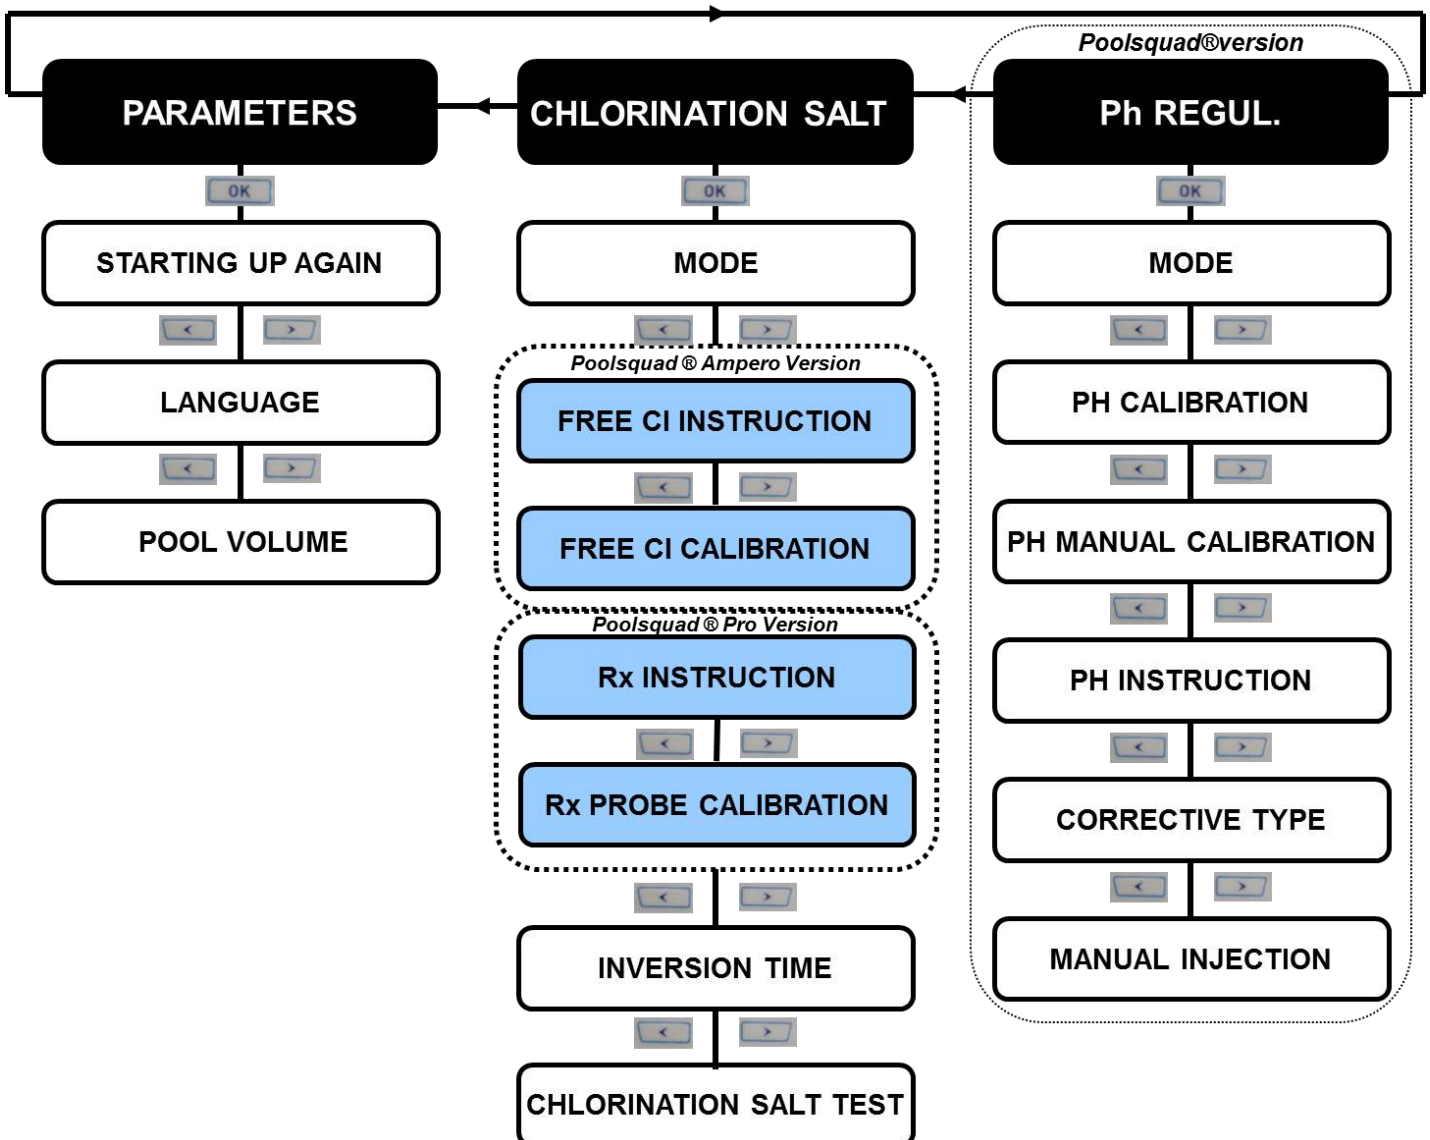 Poolsquad®version
PARAMETERS
CHLORINATION SALT
Ph REGUL.
OK
OK
OK
STARTING UP AGAIN
MODE
MODE
< >
< >
< >
Poolsquad ® Ampero Version
LANGUAGE
FREE CI INSTRUCTION
PH CALIBRATION
< >
< >
< >
POOL VOLUME
FREE CI CALIBRATION
PH MANUAL CALIBRATION
< >
Poolsquad ® Pro Version
Rx INSTRUCTION
PH INSTRUCTION
< >
< >
Rx PROBE CALIBRATION
CORRECTIVE TYPE
< >
< >
INVERSION TIME
MANUAL INJECTION
< >
CHLORINATION SALT TEST